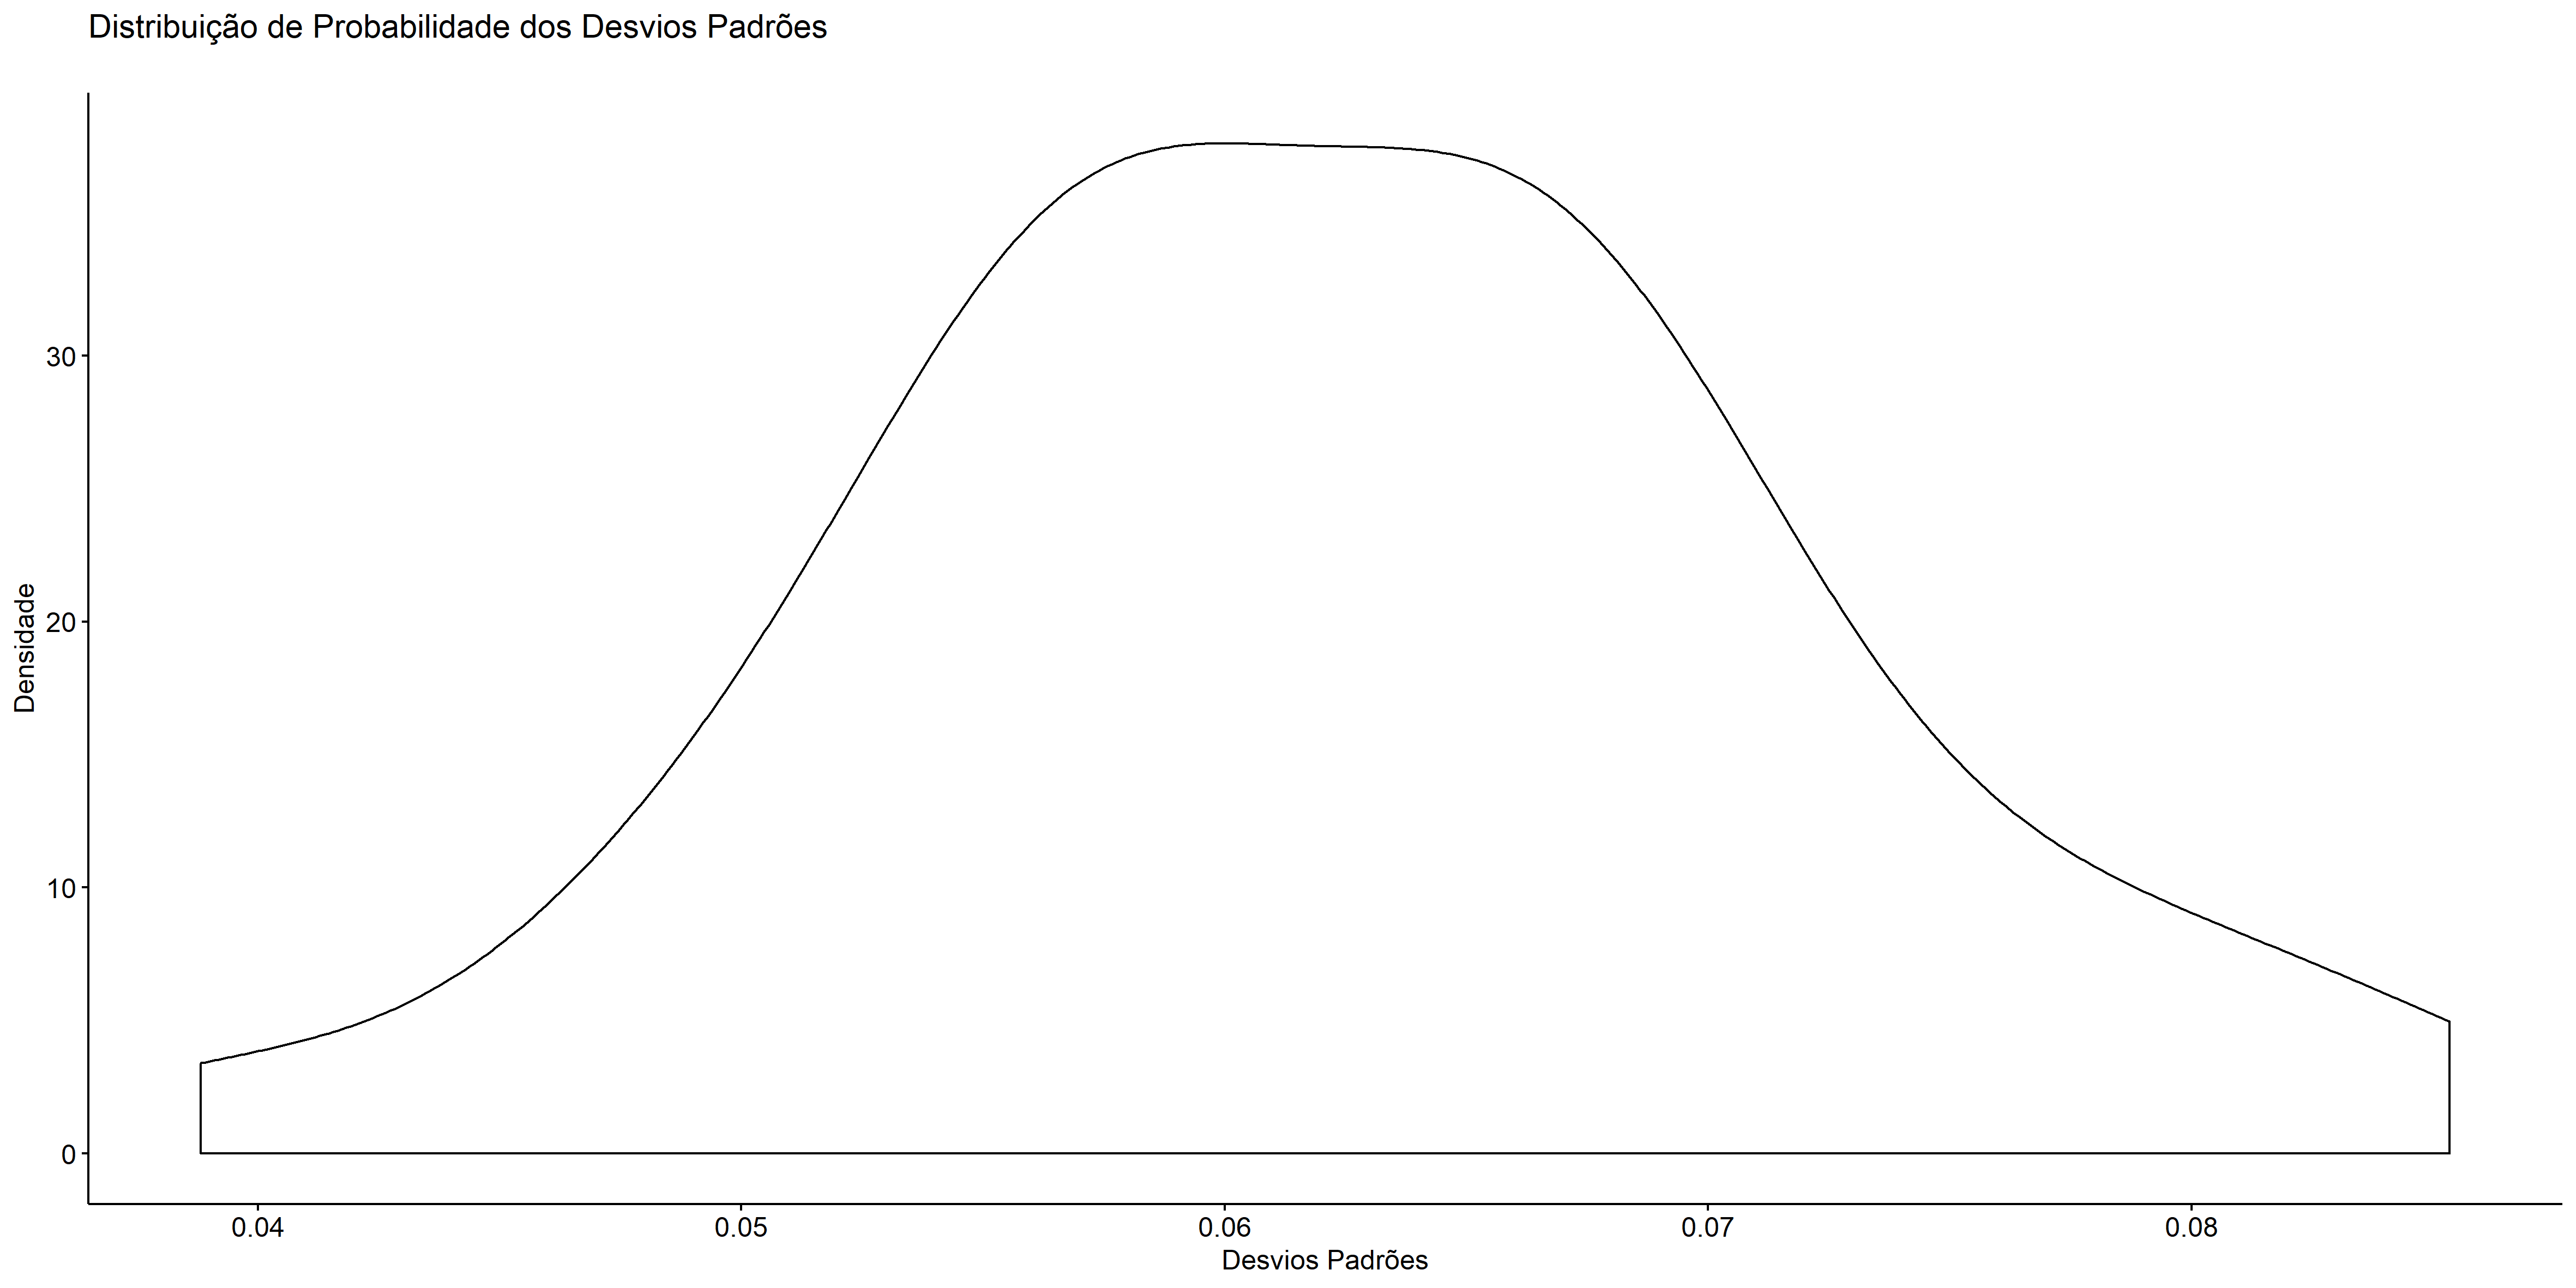 Distribuição de Probabilidade dos Desvios Padrões
Densidade
30
20
10
0
0.04 0.05 0.06 0.07 0.08
Desvios Padrões